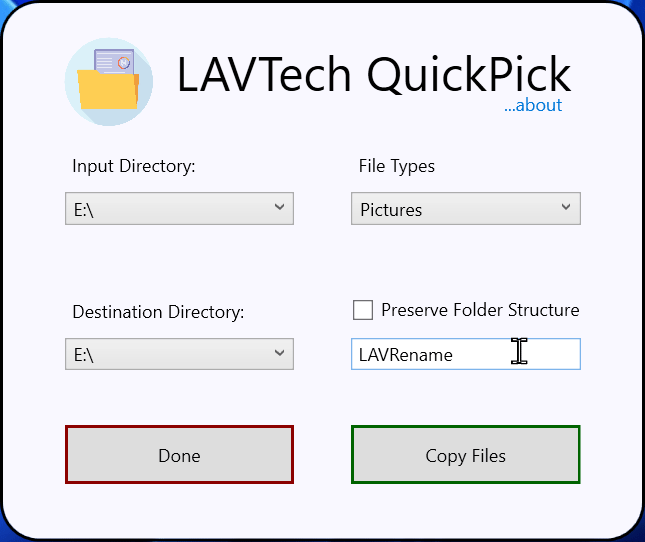 LAVTech QuickPick
...about
Input Directory:
File Types
E:\
Pictures
Destination Directory:
Preserve Folder Structure
E:\
LAVRename
Done
Copy Files